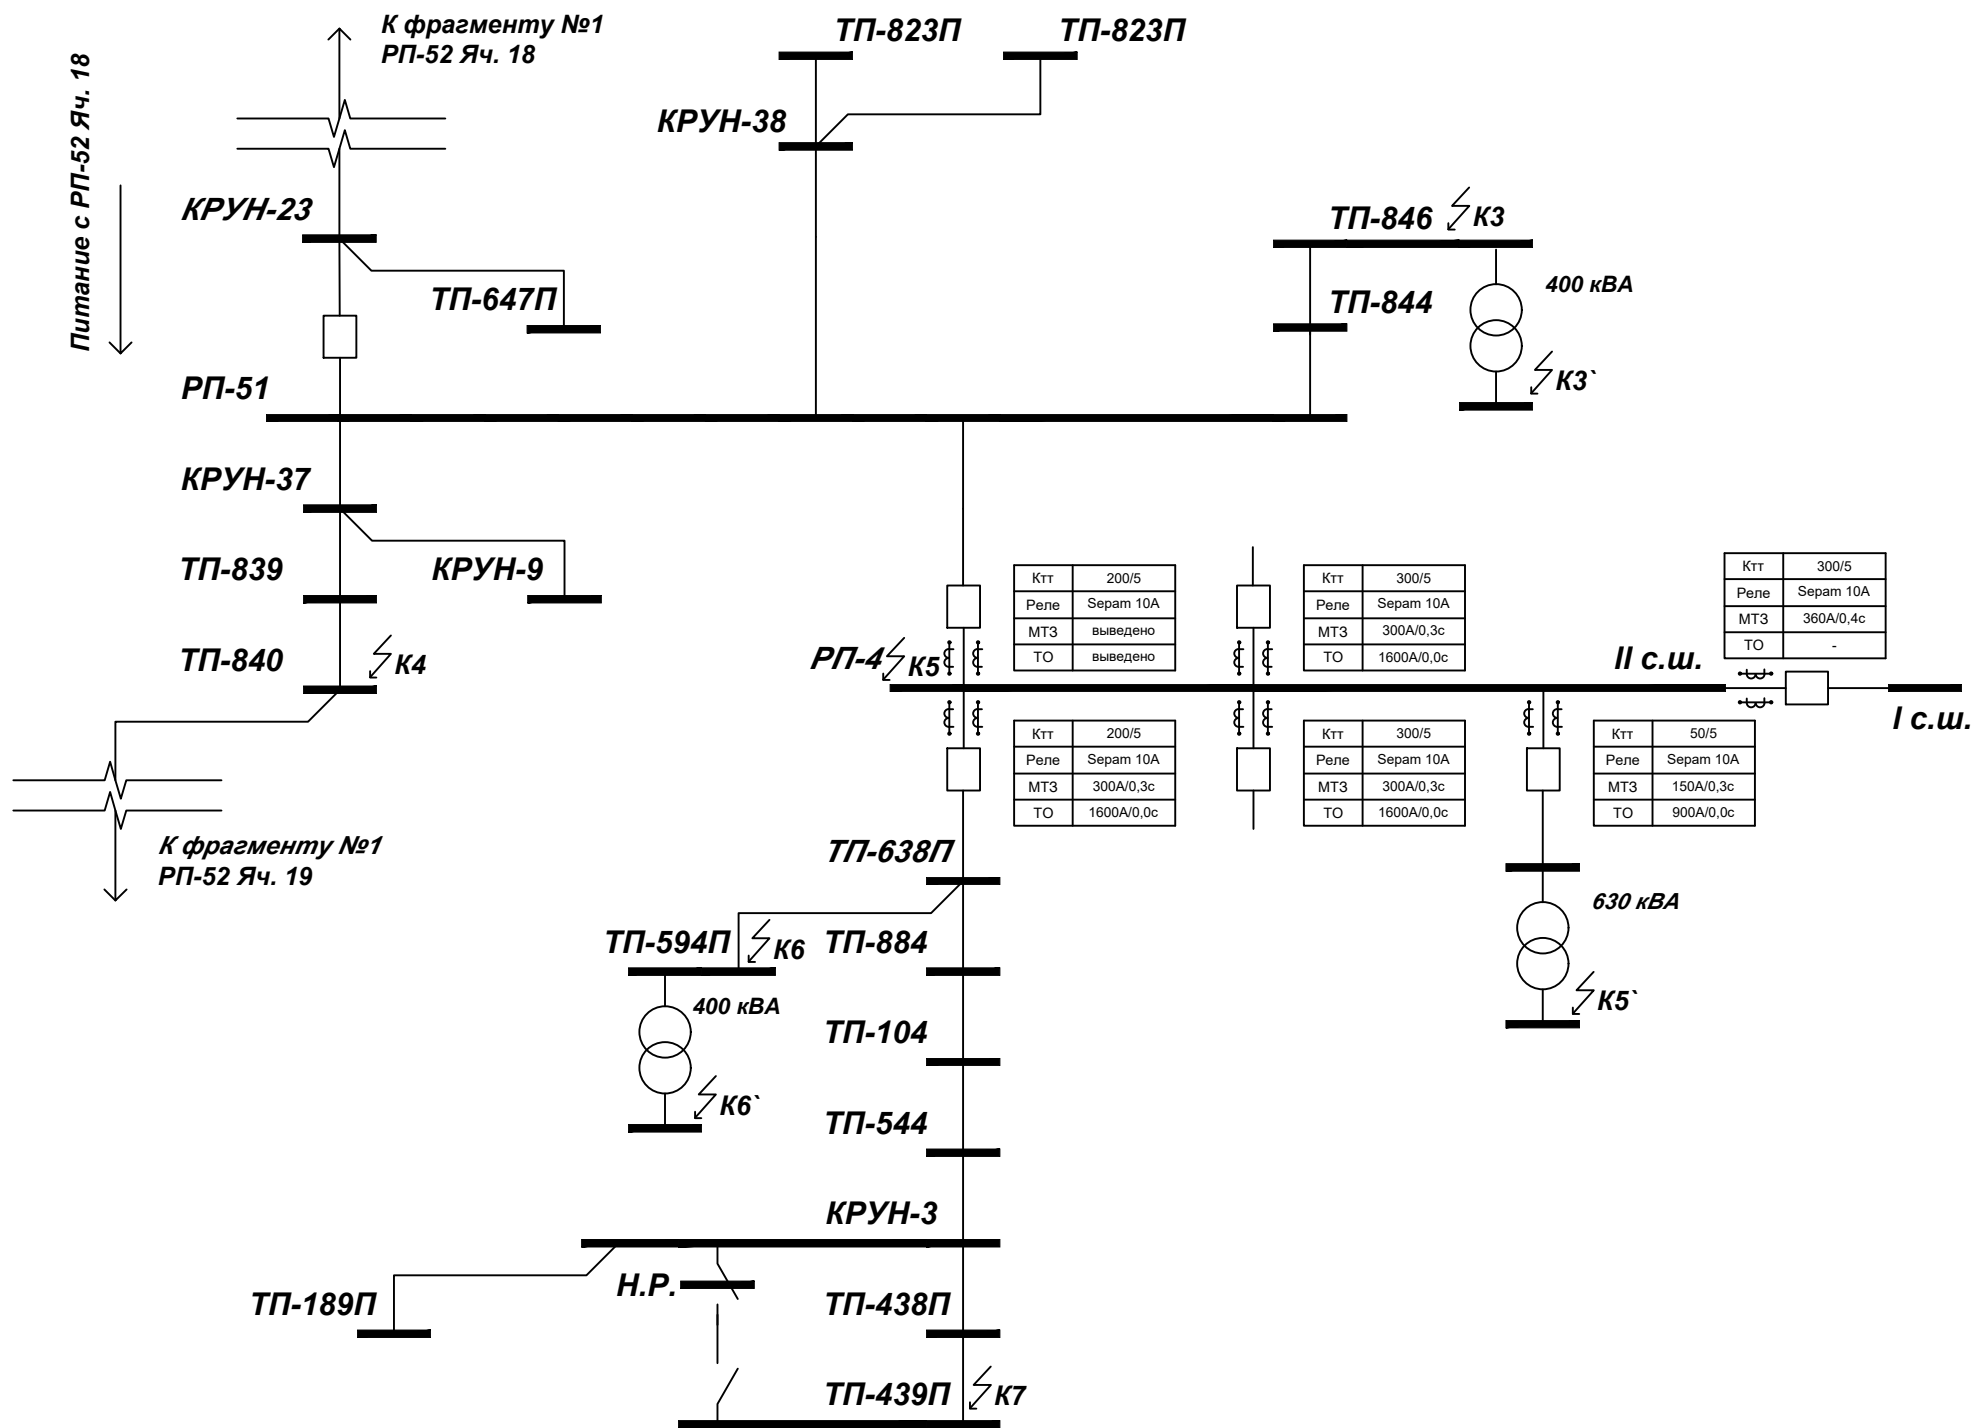 К фрагменту №1
РП-52 Яч. 18
Питание с РП-52 Яч. 18
ТП-823П
ТП-823П
КРУН-38
КРУН-23
ТП-647П
ТП-846
К3
ТП-844
400 кВА
К3`
РП-51
КРУН-37
ТП-839
КРУН-9
ТП-840
К4
К фрагменту №1
РП-52 Яч. 19
Ктт 200/5
Реле Sepam 10A
МТЗ выведено
ТО выведено
Ктт 300/5
Реле Sepam 10A
МТЗ 300А/0,3с
ТО 1600А/0,0с
Ктт 300/5
Реле Sepam 10A
МТЗ 360А/0,4с
ТО -
РП-4
К5
II с.ш.
I с.ш.
Ктт 200/5
Реле Sepam 10A
МТЗ 300А/0,3с
ТО 1600А/0,0с
Ктт 300/5
Реле Sepam 10A
МТЗ 300А/0,3с
ТО 1600А/0,0с
Ктт 50/5
Реле Sepam 10A
МТЗ 150А/0,3с
ТО 900А/0,0с
ТП-638П
630 кВА
К5`
ТП-594П
К6
ТП-884
400 кВА
ТП-104
К6`
ТП-544
КРУН-3
Н.Р.
ТП-189П
ТП-438П
ТП-439П
К7